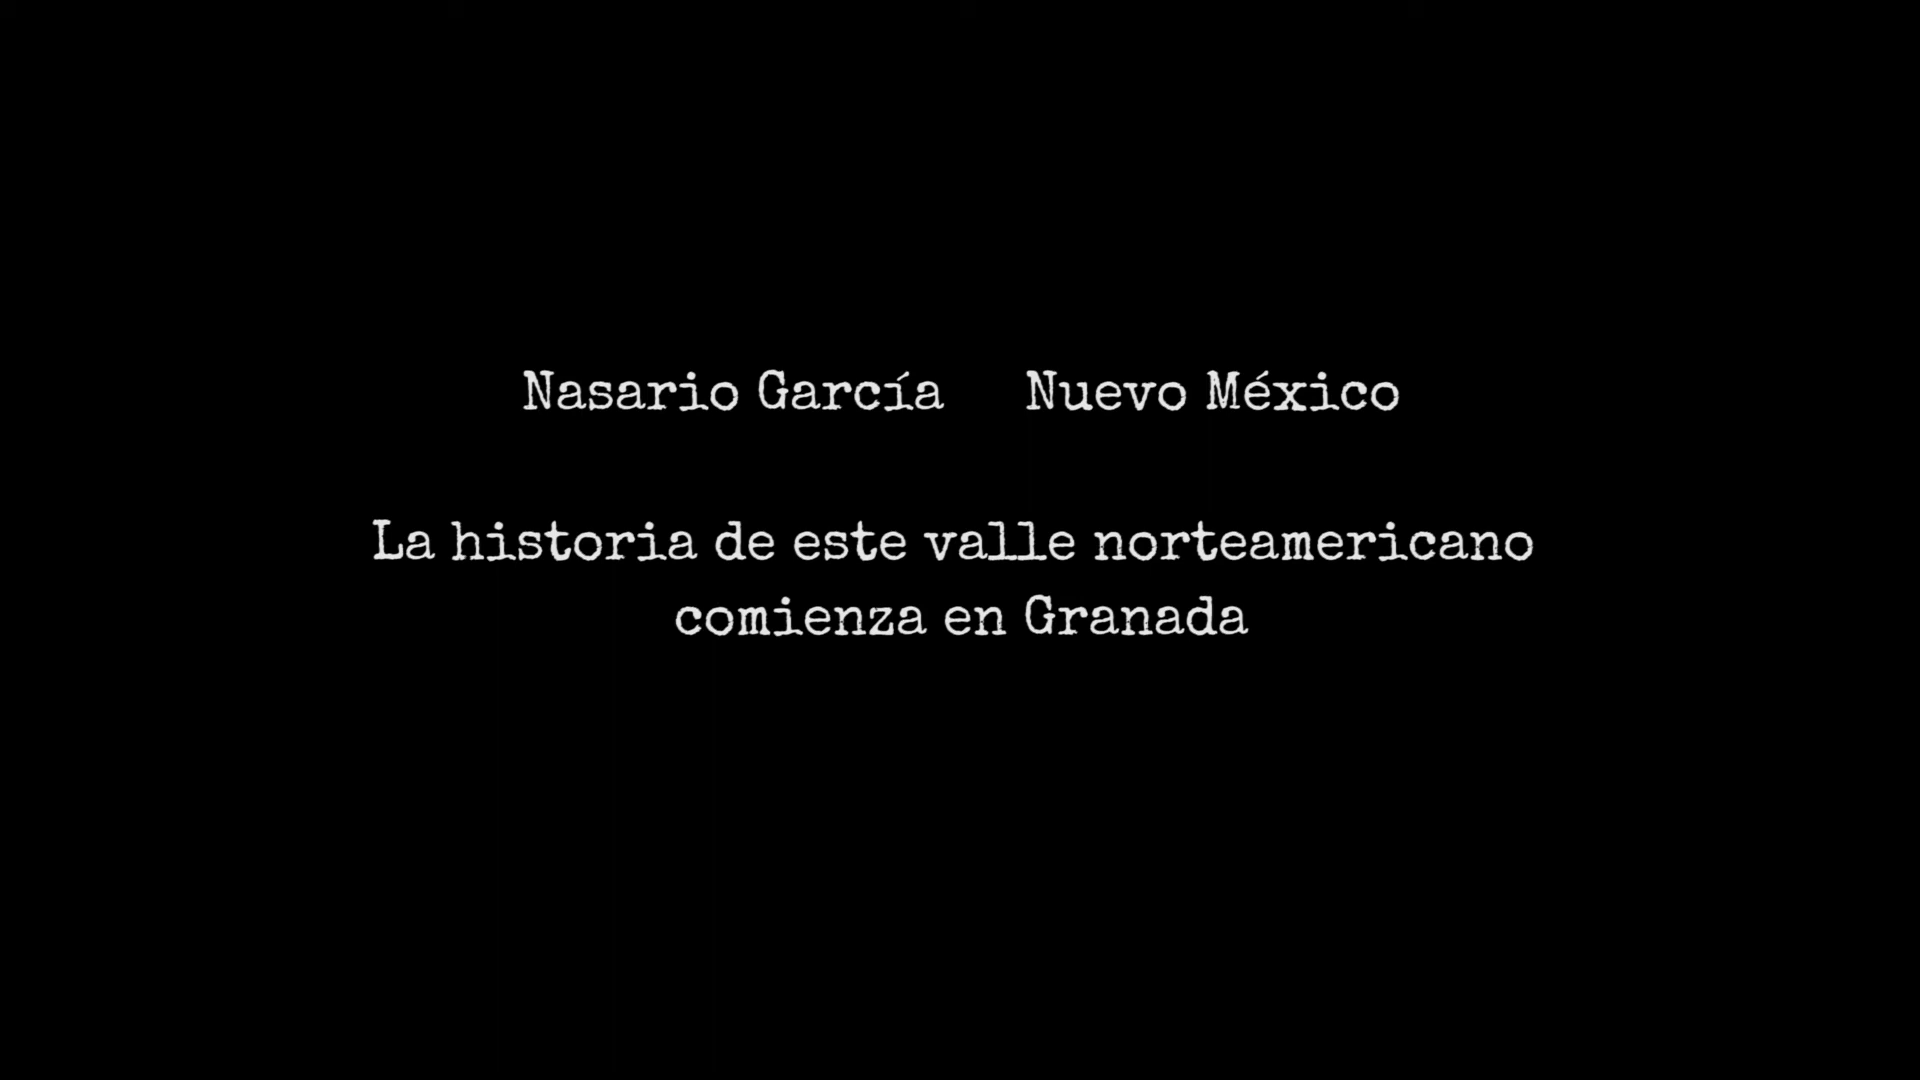 Nasario García Nuevo México
La historia de este valle norteamericano
comienza en Granada